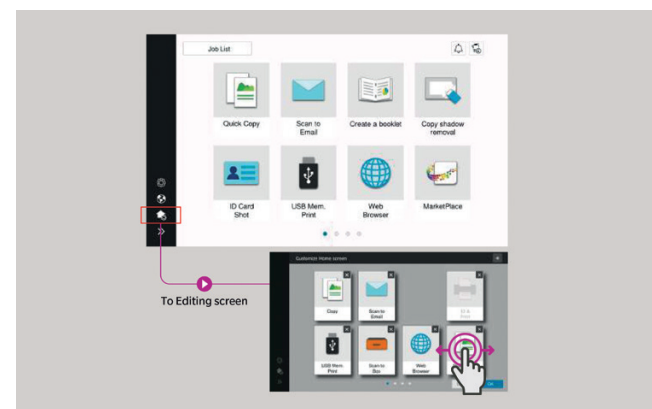 Job List
Quick Copy
Scan to
Email
Create a booklet
Copy shadow
removal
ID Card
Shot
USB Mem.
Print
Web
Browser
MarketPlace
To Editing screen
Customize Home screen
Copy
Scan to
Email
Print
USB Mem.
Print
Scan to
Box
Web
Browser
OK